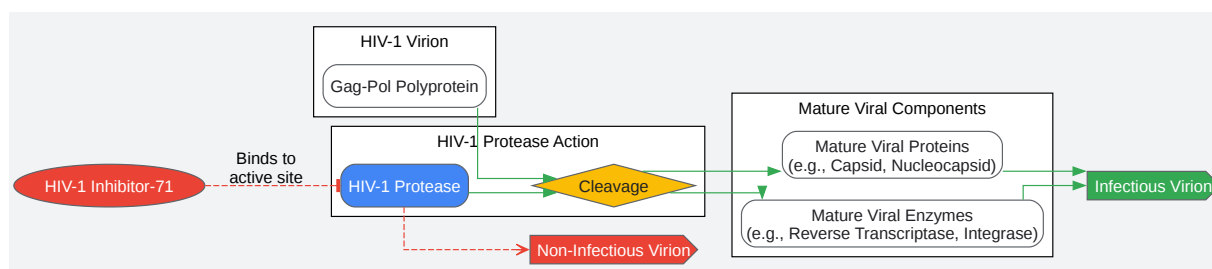 HIV-1 Virion
Gag-Pol Polyprotein
HIV-1 Protease Action
Mature Viral Components
Binds to
active site
HIV-1 Inhibitor-71
HIV-1 Protease
Cleavage
Mature Viral Proteins
(e.g., Capsid, Nucleocapsid)
Infectious Virion
Mature Viral Enzymes
(e.g., Reverse Transcriptase, Integrase)
Non-Infectious Virion